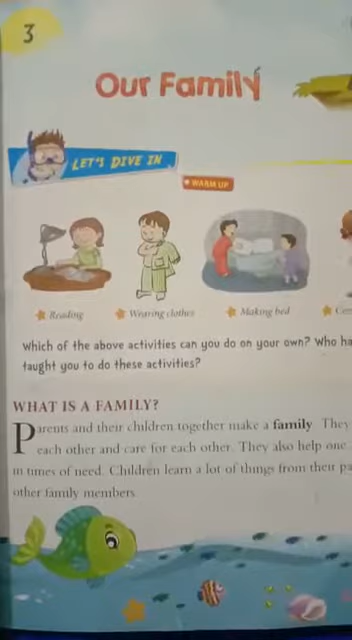 3
Our Family
LET'S DIVE IN
WARM UP
Reading
Wearing clothes
Making bed
Which of the above activities can you do on your own? Who ha
taught you to do these activities?
WHAT IS A FAMILY?
Parents and their children together make a family. They
each other and care for each other. They also help one
in times of need. Children learn a lot of things from their pa
other family members.